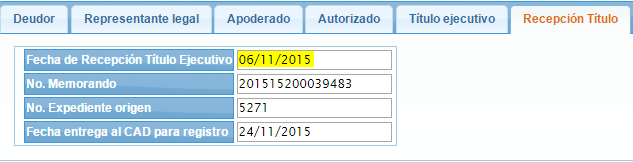 Deudor Representante legal Apoderado Autorizado Título ejecutivo Recepción Título
Fecha de Recepción Título Ejecutivo 06/11/2015
No. Memorando 201515200039483
No. Expediente origen 5271
Fecha entrega al CAD para registro 24/11/2015